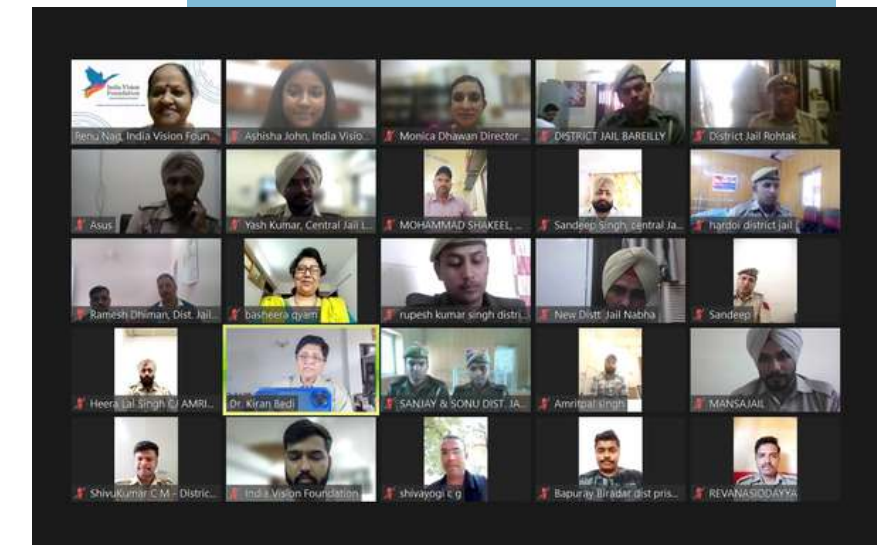 India Vision
Foundation
Renu Nag, India Vision Foun...
Ashisha John, India Visio...
Monica Dhawan Director ...
DISTRICT JAIL BAREILLY
District Jail Rohtak
Asus
Yash Kumar, Central Jail L...
MOHAMMAD SHAKEEL, ...
Sandeep Singh, central Ja...
hardoi district jail
Ramesh Dhiman, Dist. Jail...
basheera qyam
rupesh kumar singh distri...
New Distt. Jail Nabha
Sandeep
Heera Lal Singh CJ AMRI...
Dr. Kiran Bedi
SANJAY & SONU DIST. JA...
Amritpal singh
MANSAJAIL
ShivuKumar C M - Distric...
India Vision Foundation
shivayogi c g
Bapuray Biradar dist pris...
REVANASIDDAYYA